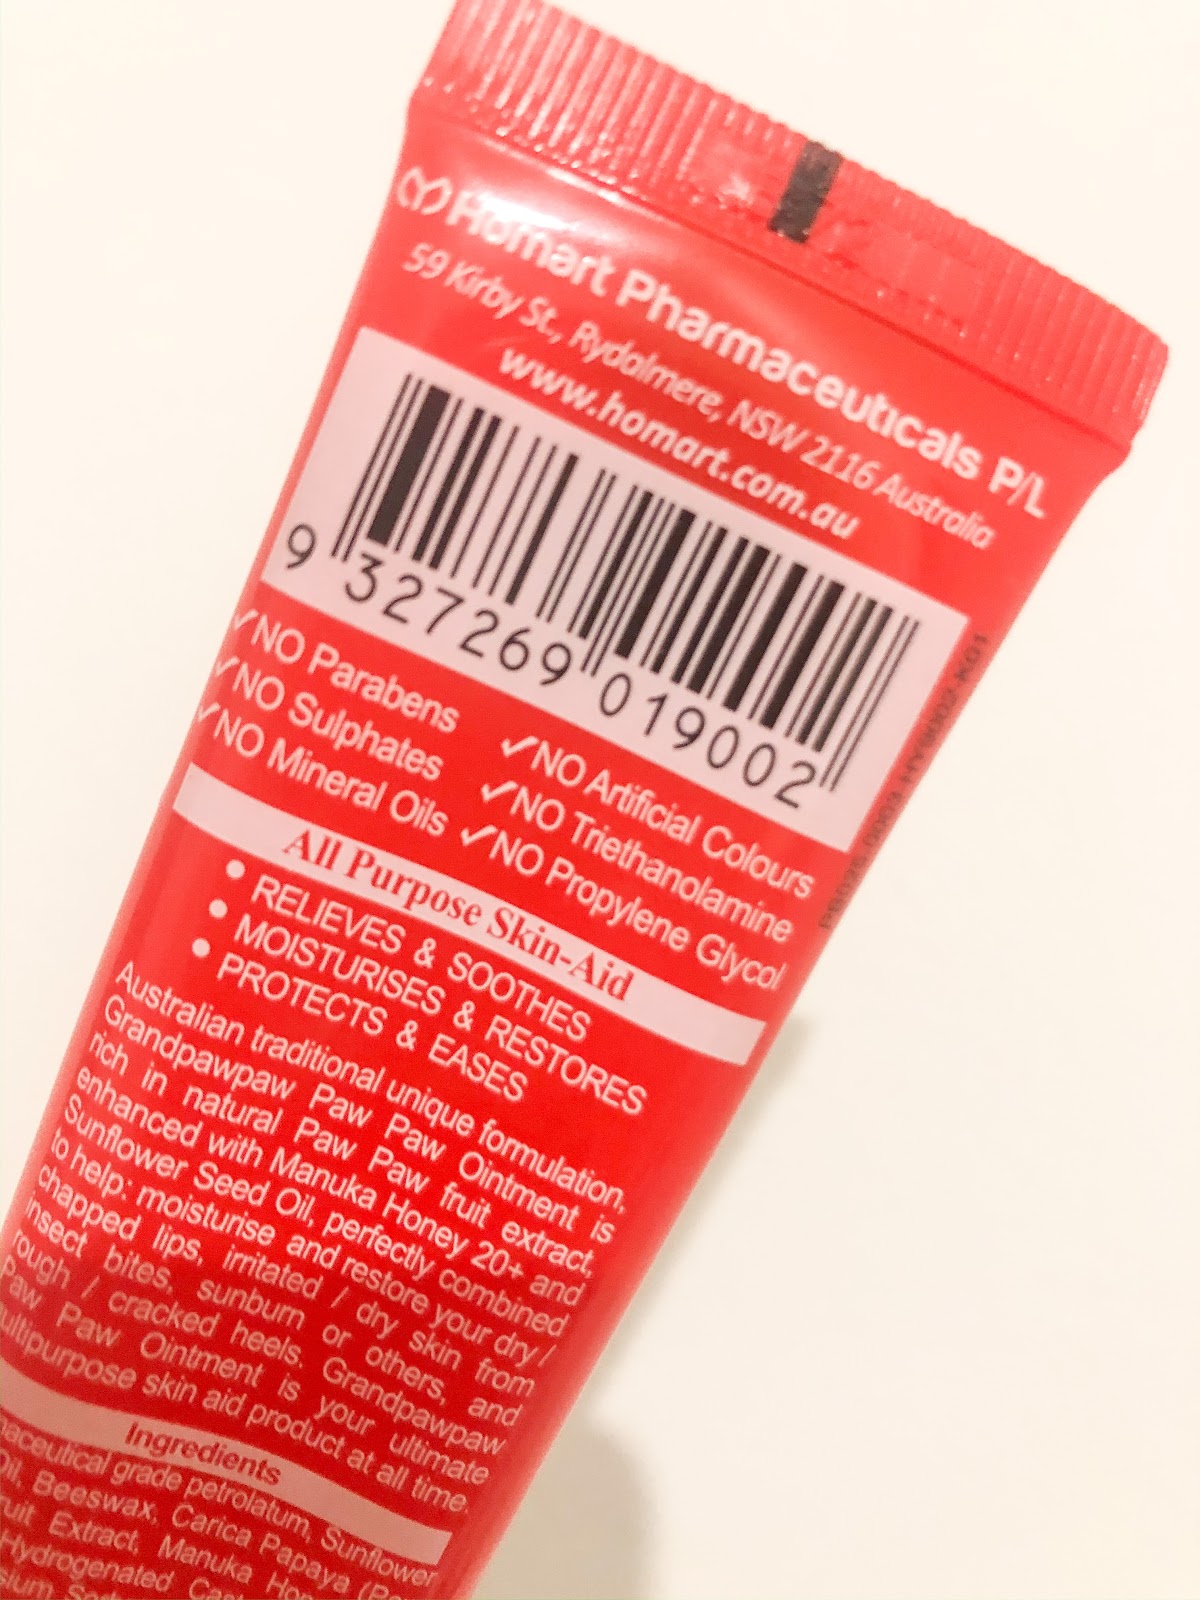 Homart Pharmaceuticals P/L
59 Kirby St., Rydalmere, NSW 2116 Australia
www.homart.com.au
9 327269 019002
✓NO Parabens ✓NO Artificial Colours
✓NO Sulphates ✓NO Triethanolamine
✓NO Mineral Oils ✓NO Propylene Glycol
All Purpose Skin-Aid
• RELIEVES & SOOTHES
• MOISTURISES & RESTORES
• PROTECTS & EASES
Australian traditional unique formulation,
Grandpawpaw Paw Paw Ointment is
rich in natural Paw Paw fruit extract,
enhanced with Manuka Honey 20+ and
Sunflower Seed Oil, perfectly combined
to help: moisturise and restore your dry /
chapped lips, irritated / dry skin from
insect bites, sunburn or others, and
rough / cracked heels. Grandpawpaw
Paw Paw Ointment is your ultimate
multipurpose skin aid product at all time.
Ingredients
grade petrolatum, Sunflower
Oil, Beeswax, Carica Papaya
Extract, Manuka
Hydrogenated